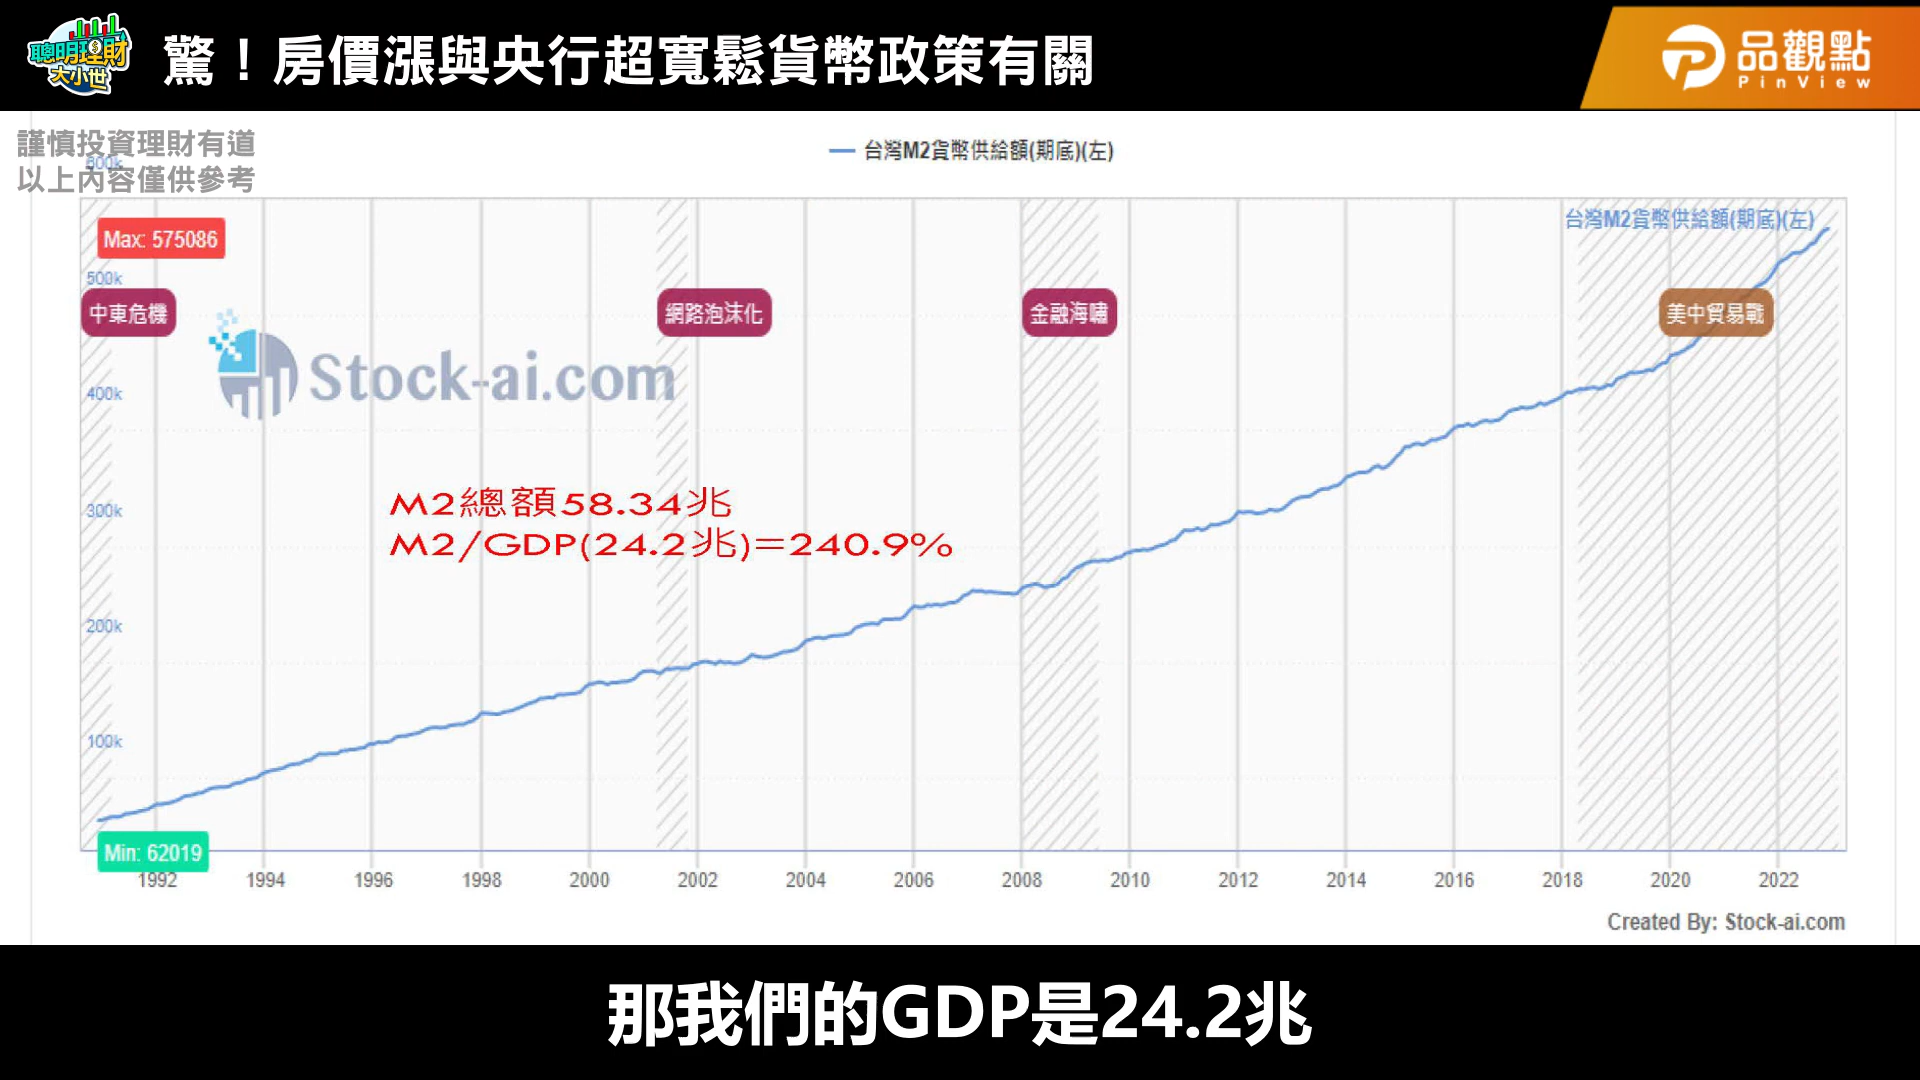 聰明理財
大小世
驚！房價漲與央行超寬鬆貨幣政策有關
品觀點
PinView
謹慎投資理財有道
以上內容僅供參考
台灣M2貨幣供給額(期底)(左)
600k
台灣M2貨幣供給額(期底)(左)
Max: 575086
500k
中東危機
網路泡沫化
金融海嘯
美中貿易戰
Stock-ai.com
400k
M2總額58.34兆
300k
M2/GDP(24.2兆)=240.9%
200k
100k
Min: 62019
1992 1994 1996 1998 2000 2002 2004 2006 2008 2010 2012 2014 2016 2018 2020 2022
Created By: Stock-ai.com
那我們的GDP是24.2兆